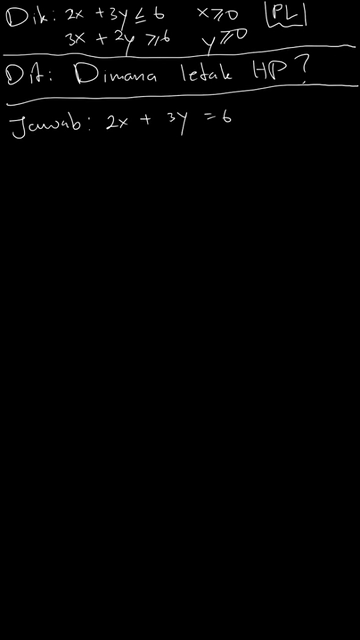 Dik: 2x + 3y ≤ 6 x ≥ 0 |PL|
3x + 2y ≥ 6 y ≥ 0
Dit: Dimana letak HP?
Jawab: 2x + 3y = 6